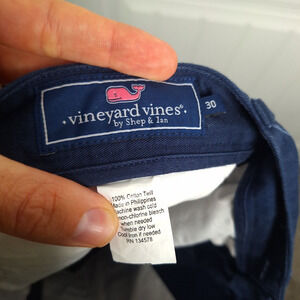 vineyard vines®
by Shep & Ian
30
100% Cotton Twill
Made in Philippines
Machine wash cold
non-chlorine bleach
when needed
Tumble dry low
Cool iron if needed
RN 134578